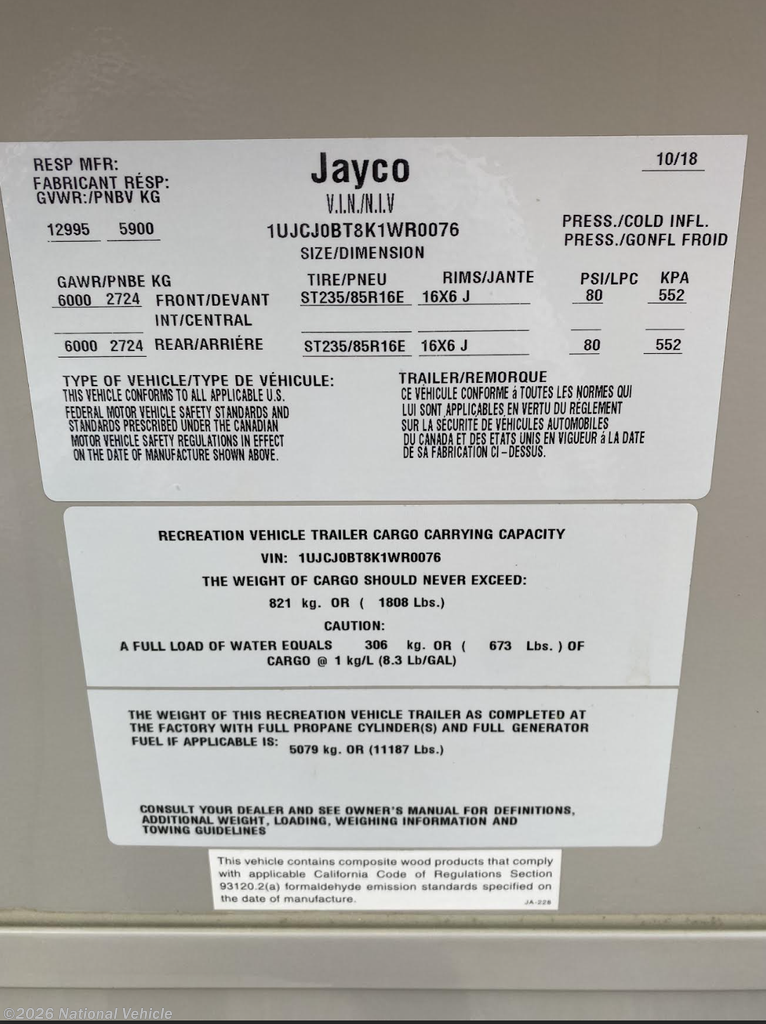 RESP MFR:
FABRICANT RÉSP:
GVWR:/PNBV KG
Jayco
10/18
V.I.N./N.I.V
12995 5900
1UJCJ0BT8K1WR0076
PRESS./COLD INFL.
PRESS./GONFL FROID
SIZE/DIMENSION
GAWR/PNBE KG TIRE/PNEU RIMS/JANTE PSI/LPC KPA
6000 2724 FRONT/DEVANT ST235/85R16E 16X6 J 80 552
INT/CENTRAL
6000 2724 REAR/ARRIÉRE ST235/85R16E 16X6 J 80 552
TYPE OF VEHICLE/TYPE DE VÉHICULE: TRAILER/REMORQUE
THIS VEHICLE CONFORMS TO ALL APPLICABLE U.S.
FEDERAL MOTOR VEHICLE SAFETY STANDARDS AND
STANDARDS PRESCRIBED UNDER THE CANADIAN
MOTOR VEHICLE SAFETY REGULATIONS IN EFFECT
ON THE DATE OF MANUFACTURE SHOWN ABOVE.
CE VÉHICULE CONFORME á TOUTES LES NORMES QUI
LUI SONT APPLICABLES EN VERTU DU RÉGLEMENT
SUR LA SÉCURITE DE VÉHICULES AUTOMOBILES
DU CANADA ET DES ETATS UNIS EN VIGUEUR á LA DATE
DE SA FABRICATION CI-DESSUS.
RECREATION VEHICLE TRAILER CARGO CARRYING CAPACITY
VIN: 1UJCJ0BT8K1WR0076
THE WEIGHT OF CARGO SHOULD NEVER EXCEED:
821 kg. OR ( 1808 Lbs.)
CAUTION:
A FULL LOAD OF WATER EQUALS 306 kg. OR ( 673 Lbs. ) OF
CARGO @ 1 kg/L (8.3 Lb/GAL)
THE WEIGHT OF THIS RECREATION VEHICLE TRAILER AS COMPLETED AT
THE FACTORY WITH FULL PROPANE CYLINDER(S) AND FULL GENERATOR
FUEL IF APPLICABLE IS: 5079 kg. OR (11187 Lbs.)
CONSULT YOUR DEALER AND SEE OWNER'S MANUAL FOR DEFINITIONS,
ADDITIONAL WEIGHT, LOADING, WEIGHING INFORMATION AND
TOWING GUIDELINES
This vehicle contains composite wood products that comply
with applicable California Code of Regulations Section
93120.2(a) formaldehyde emission standards specified on
the date of manufacture. JA-228
©2026 National Vehicle